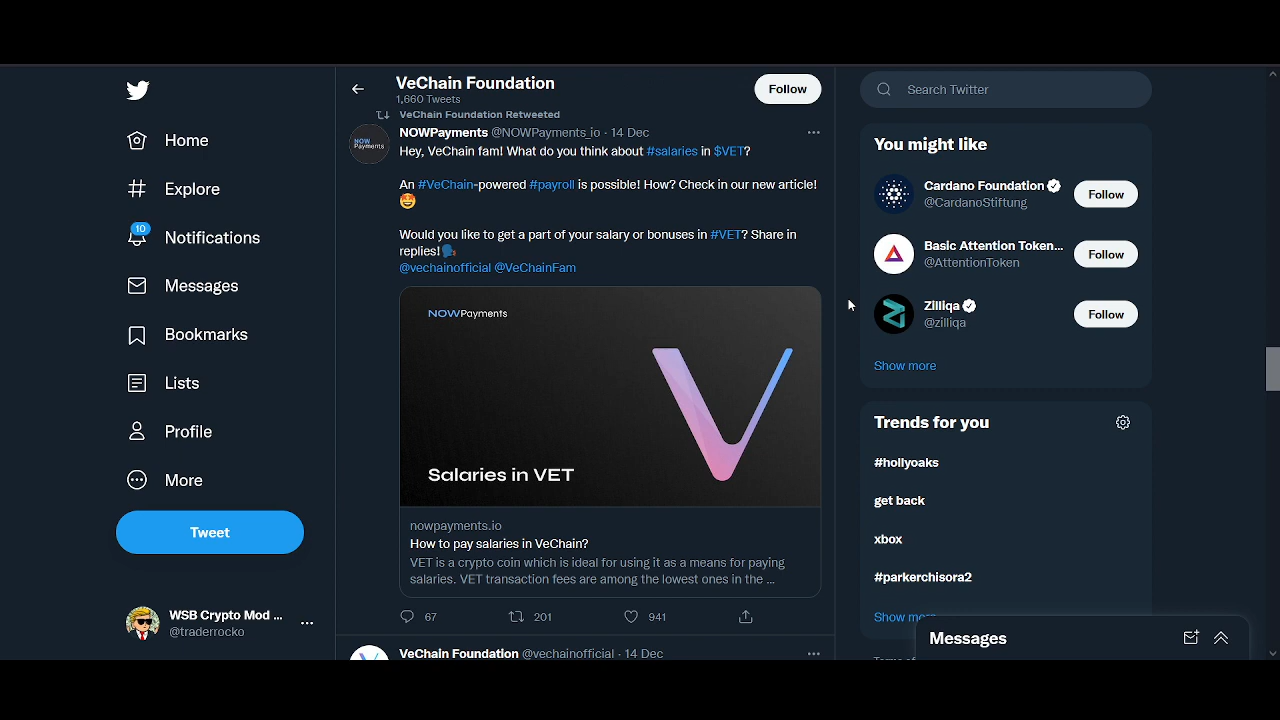 Home
Explore
10
Notifications
Messages
Bookmarks
Lists
Profile
More
Tweet
WSB Crypto Mod ...
@traderrocko
VeChain Foundation
1,660 Tweets
Follow
VeChain Foundation Retweeted
NOWPayments @NOWPayments_io · 14 Dec
Hey, VeChain fam! What do you think about #salaries in $VET?
An #VeChain-powered #payroll is possible! How? Check in our new article!
🤩
Would you like to get a part of your salary or bonuses in #VET? Share in
replies!🗣
@vechainofficial @VeChainFam
NOWPayments
Salaries in VET
nowpayments.io
How to pay salaries in VeChain?
VET is a crypto coin which is ideal for using it as a means for paying
salaries. VET transaction fees are among the lowest ones in the ...
67
201
941
VeChain Foundation @vechainofficial · 14 Dec
Search Twitter
You might like
Cardano Foundation
@CardanoStiftung
Follow
Basic Attention Token...
@AttentionToken
Follow
Zilliqa
@zilliqa
Follow
Show more
Trends for you
#hollyoaks
get back
xbox
#parkerchisora2
Show more
Messages